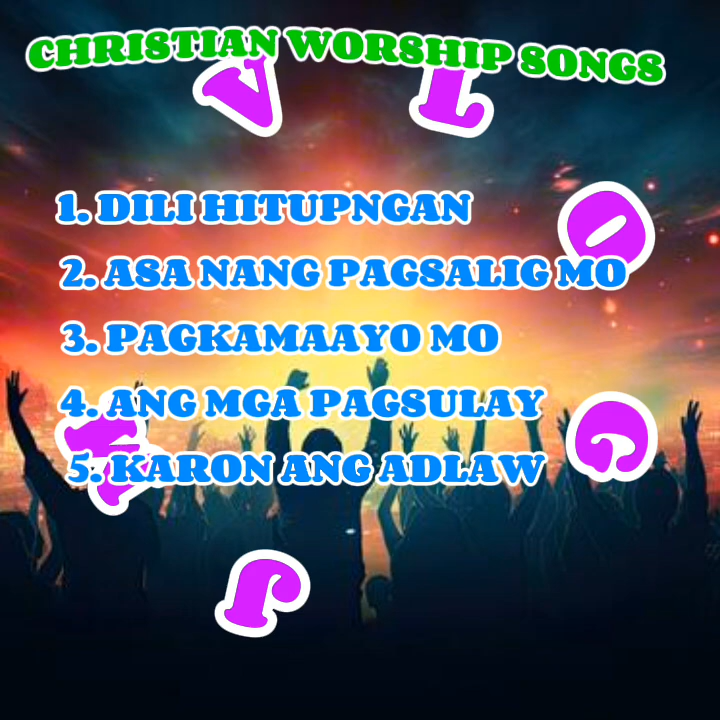 CHRISTIAN WORSHIP SONGS
1. DILI HITUPNGAN
2. ASA NANG PAGSALIG MO
3. PAGKAMAAYO MO
4. ANG MGA PAGSULAY
5. KARON ANG ADLAW